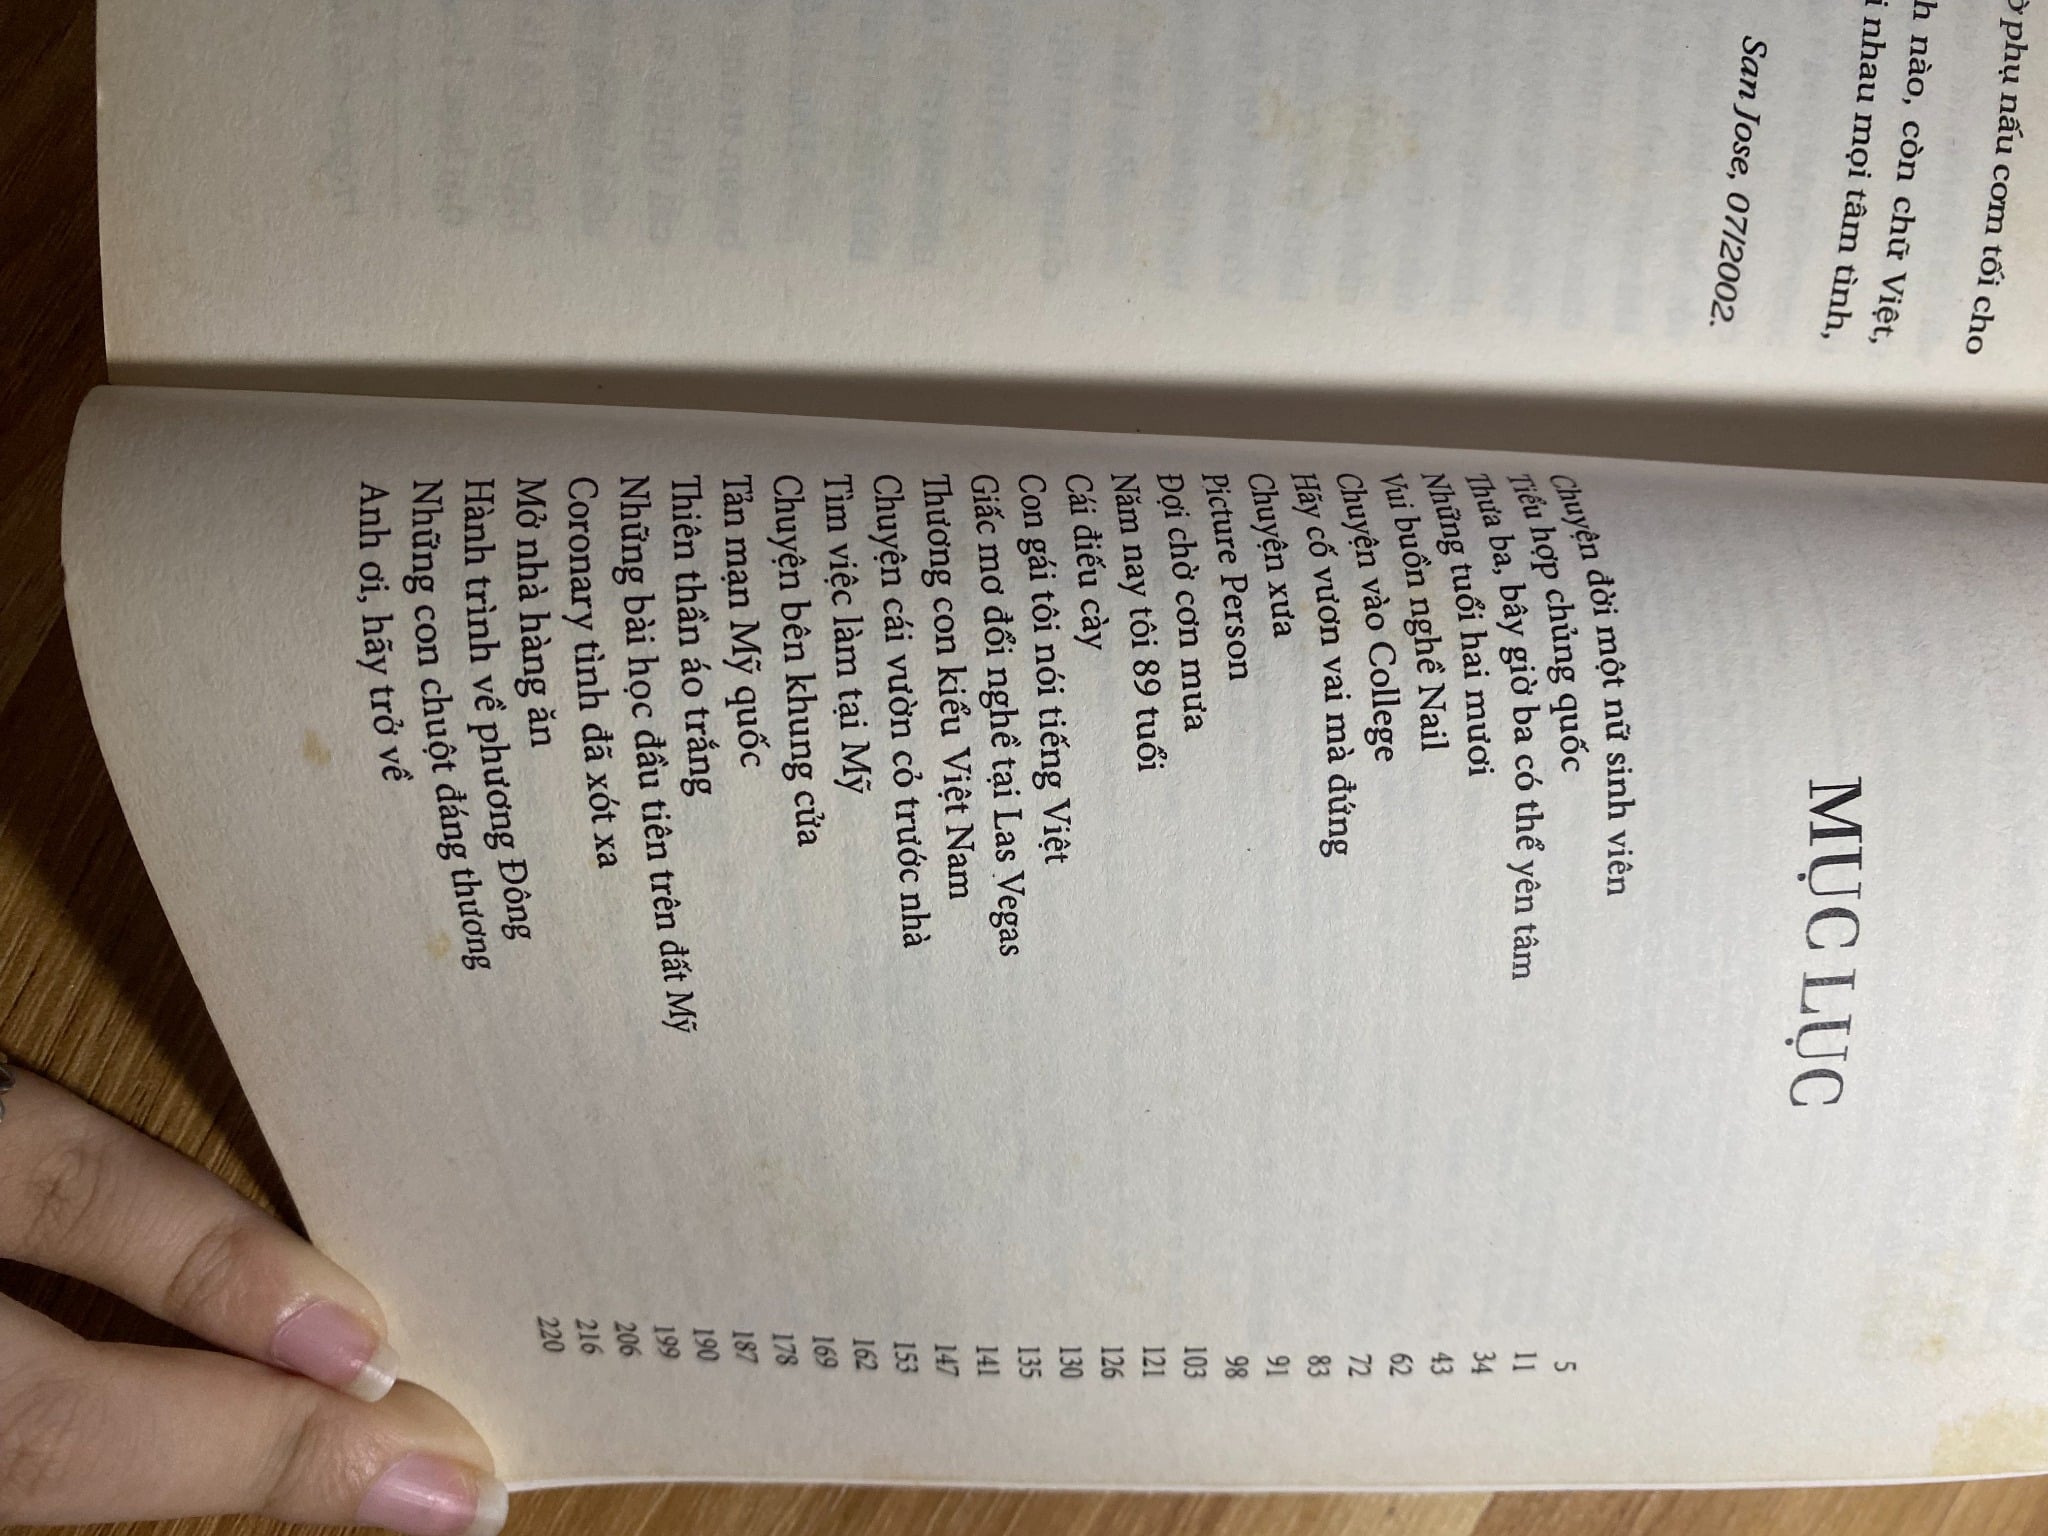 phụ nấu cơm tối cho
nào, còn chữ Việt,
nhau mọi tâm tình,
San Jose, 07/2002.
MỤC LỤC
Chuyện đời một nữ sinh viên 5
Tiểu hợp chủng quốc 11
Thưa ba, bây giờ ba có thể yên tâm 34
Những tuổi hai mươi 43
Vui buồn nghề Nail 62
Chuyện vào College 72
Hãy cố vươn vai mà đứng 83
Chuyện xưa 91
Picture Person 98
Đợi chờ cơn mưa 103
Năm nay tôi 89 tuổi 121
Cái điếu cày 126
Con gái tôi nói tiếng Việt 130
Giấc mơ đổi nghề tại Las Vegas 135
Thương con kiểu Việt Nam 141
Chuyện cái vườn cỏ trước nhà 147
Tìm việc làm tại Mỹ 153
Chuyện bên khung cửa 162
Tản mạn Mỹ quốc 169
Thiên thần áo trắng 178
Những bài học đầu tiên trên đất Mỹ 187
Coronary tình đã xót xa 190
Mở nhà hàng ăn 199
Hành trình về phương Đông 206
Những con chuột đáng thương 216
Anh ơi, hãy trở về 220